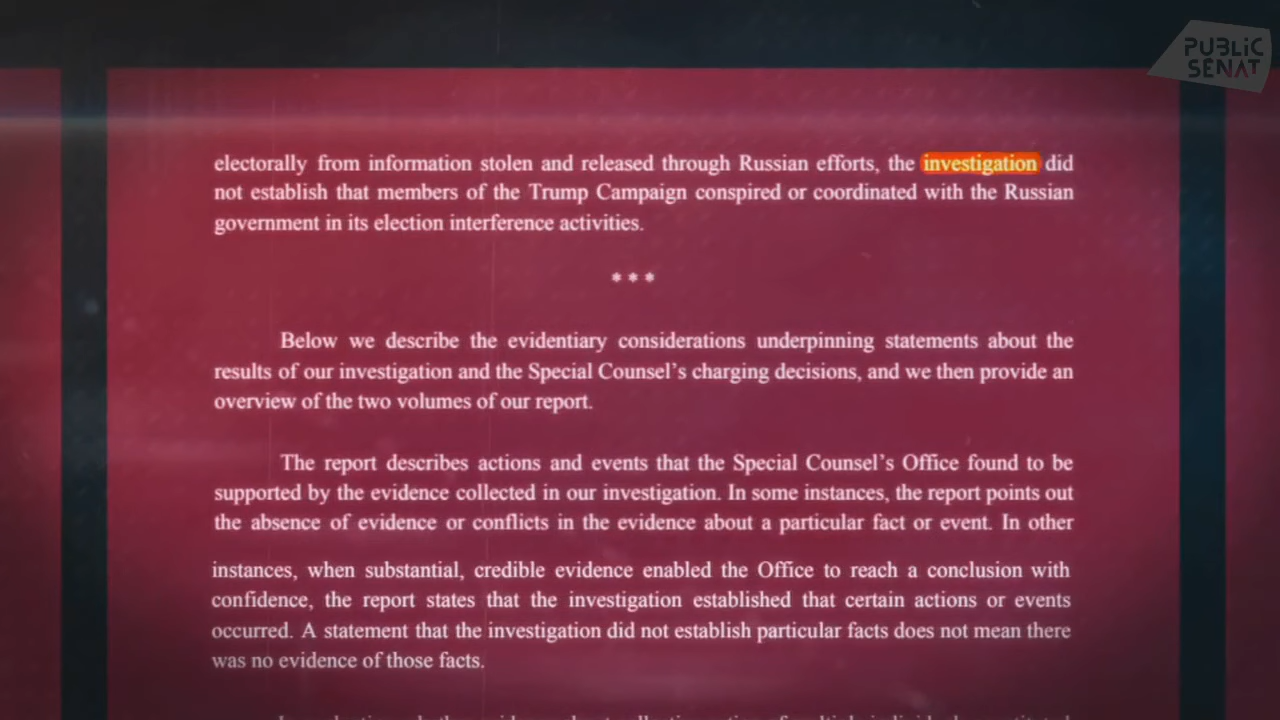 PUBLIC
SÉNAT
electorally from information stolen and released through Russian efforts, the investigation did
not establish that members of the Trump Campaign conspired or coordinated with the Russian
government in its election interference activities.
* * *
Below we describe the evidentiary considerations underpinning statements about the
results of our investigation and the Special Counsel's charging decisions, and we then provide an
overview of the two volumes of our report.
The report describes actions and events that the Special Counsel's Office found to be
supported by the evidence collected in our investigation. In some instances, the report points out
the absence of evidence or conflicts in the evidence about a particular fact or event. In other
instances, when substantial, credible evidence enabled the Office to reach a conclusion with
confidence, the report states that the investigation established that certain actions or events
occurred. A statement that the investigation did not establish particular facts does not mean there
was no evidence of those facts.